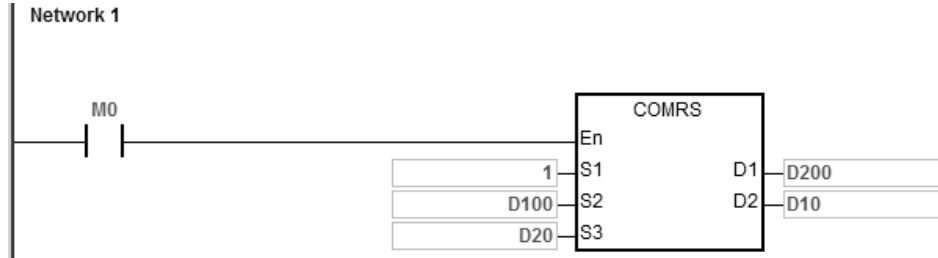 Network 1
M0
COMRS
En
1 S1 D1 D200
D100 S2 D2 D10
D20 S3